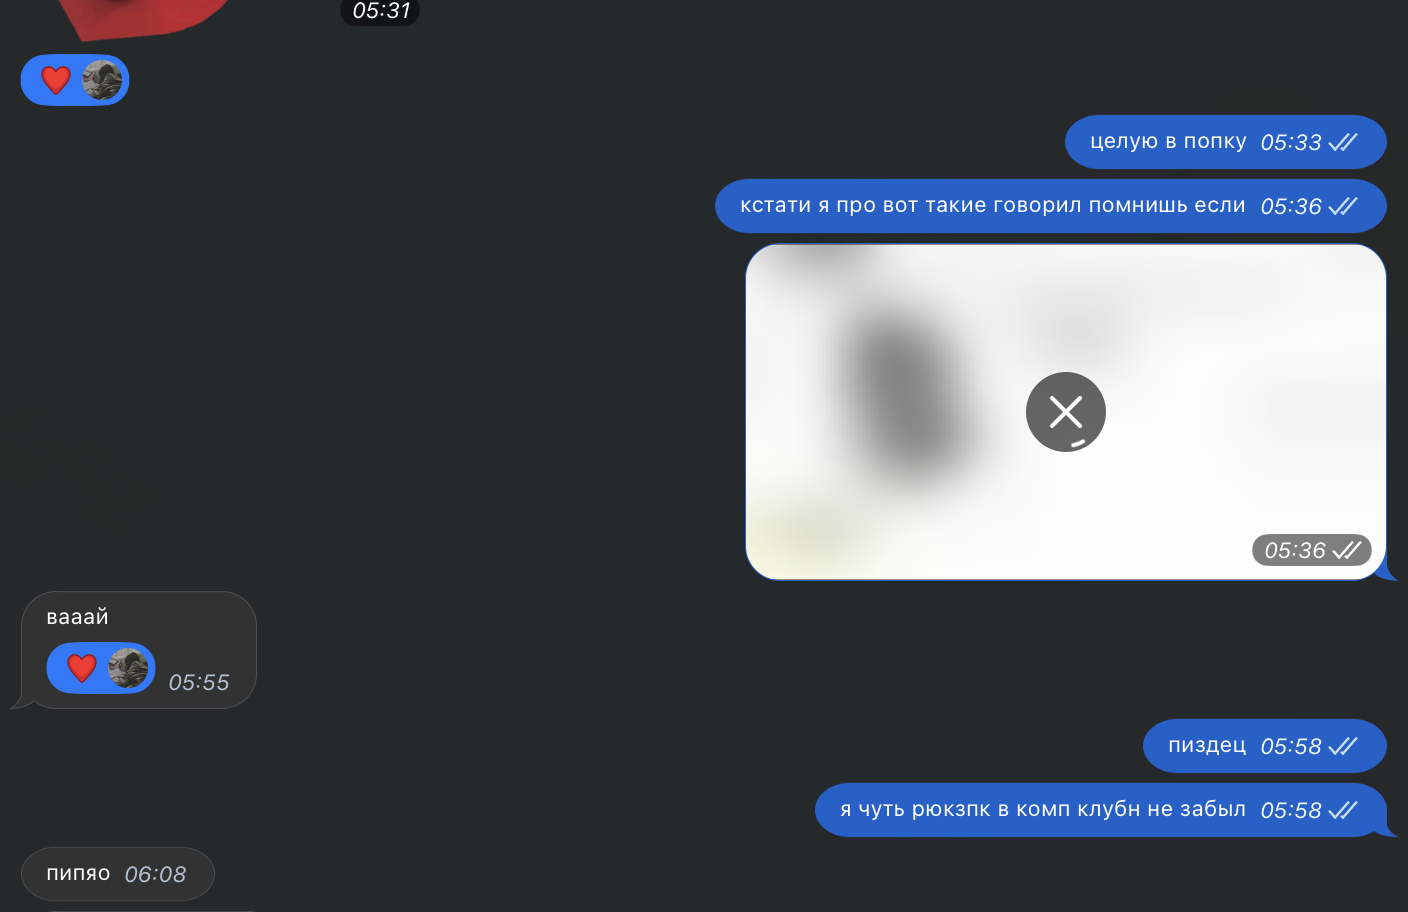 05:31
целую в попку 05:33
кстати я про вот такие говорил помнишь если 05:36
05:36
вааай
05:55
пиздец 05:58
я чуть рюкзпк в комп клубн не забыл 05:58
пипяо 06:08